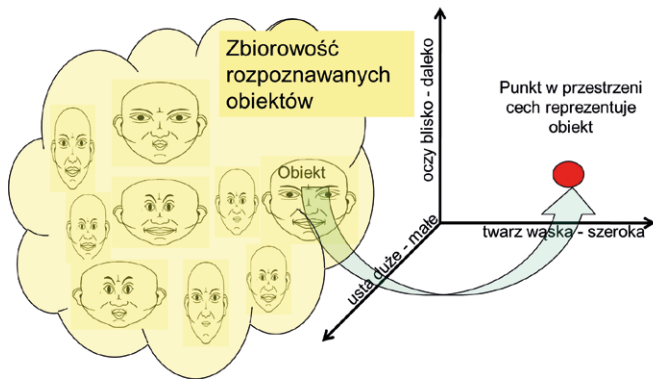 Zbiorowość
rozpoznawanych
obiektów
Obiekt
oczy blisko - daleko
Punkt w przestrzeni
cech reprezentuje
obiekt
twarz wąska - szeroka
usta duże - małe